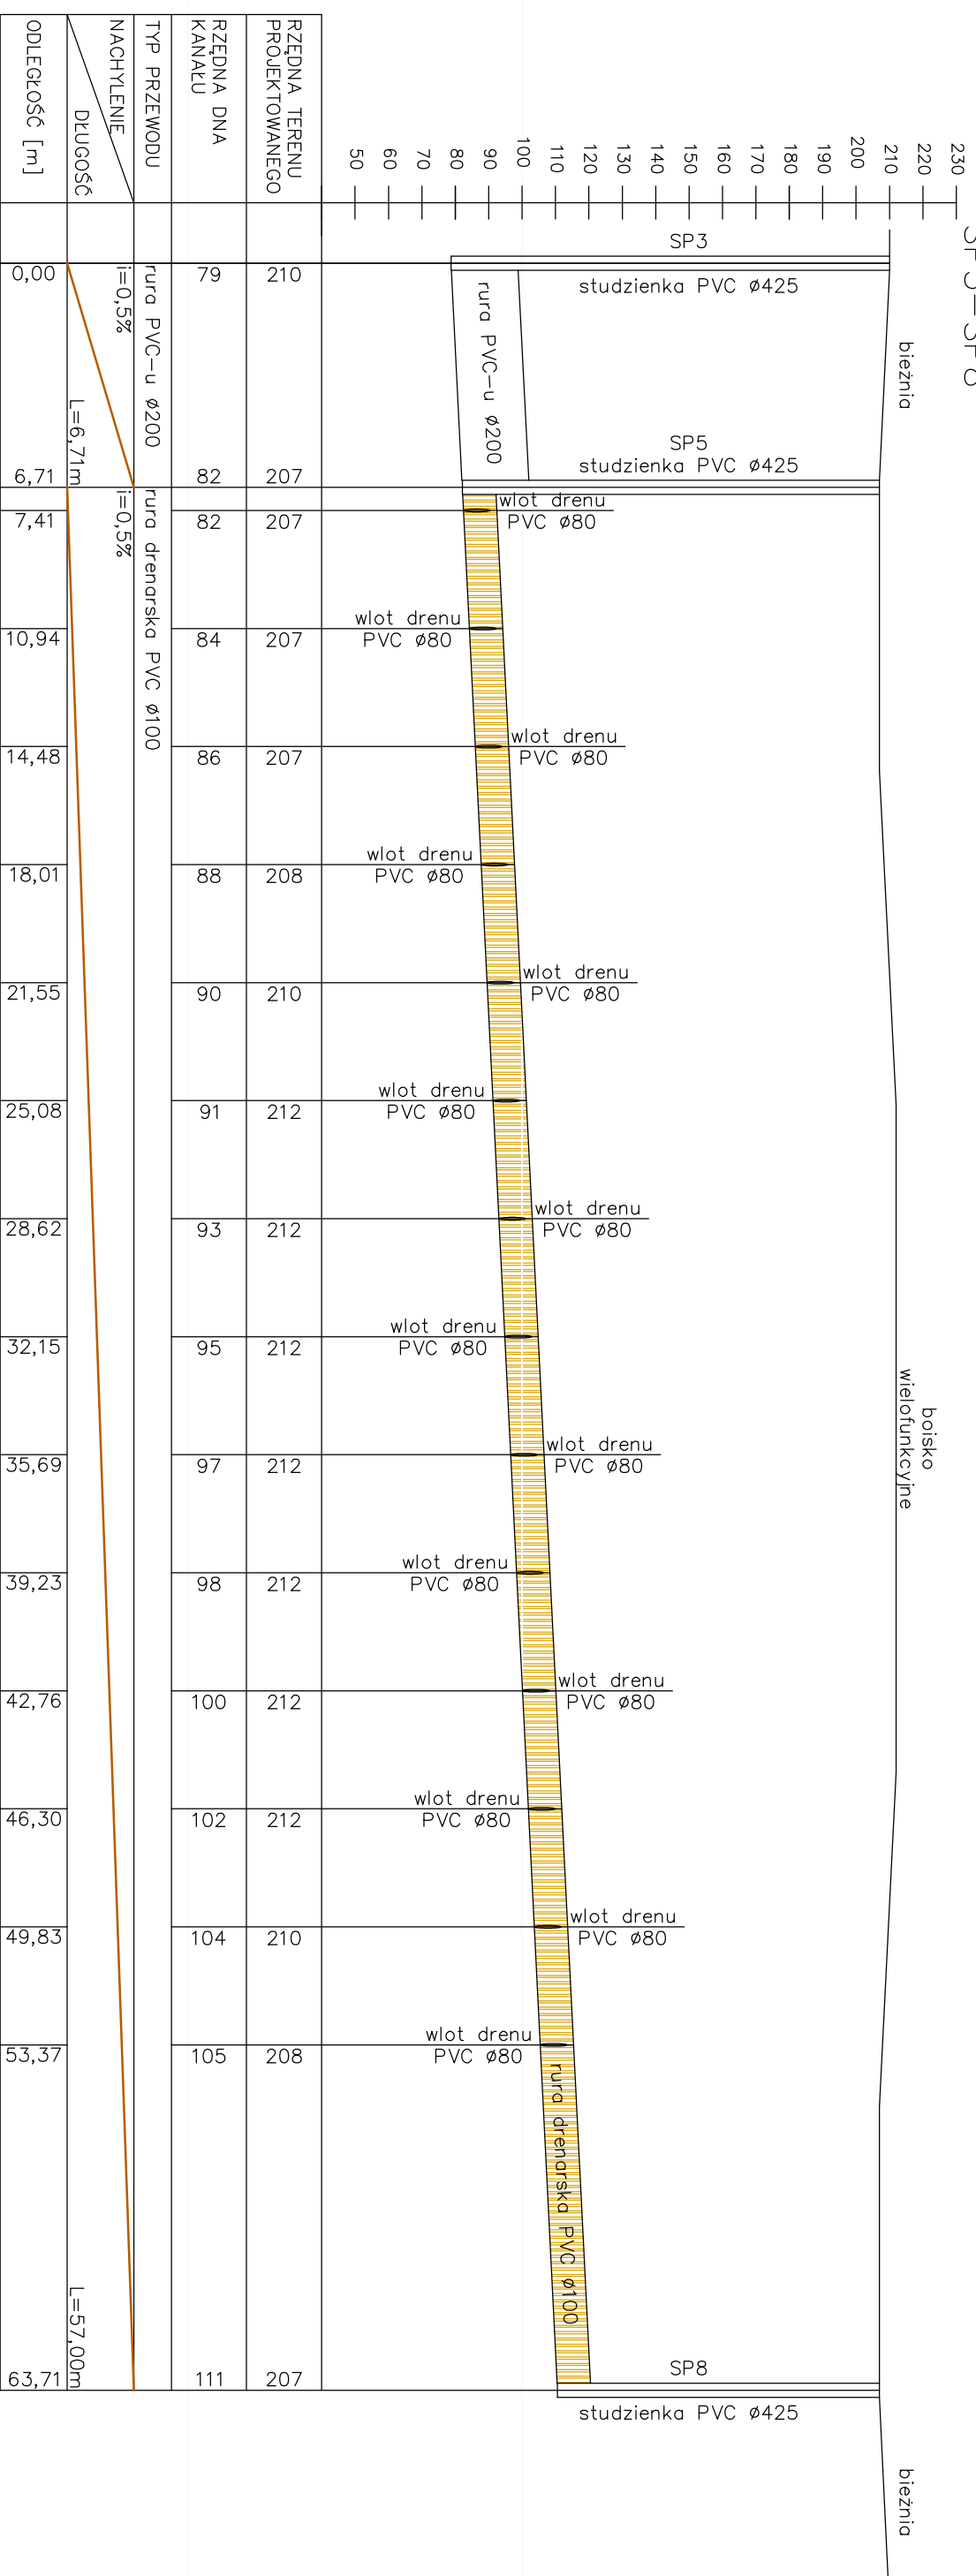 230
220
210
200
190
180
170
160
150
140
130
120
110
100
90
80
70
60
50
RZĘDNA TERENU
PROJEKTOWANEGO
RZĘDNA DNA
KANAŁU
TYP PRZEWODU
NACHYLENIE
DŁUGOŚĆ
ODLEGŁOŚĆ [m]
bieżnia
boisko
wielofunkcyjne
bieżnia
SP3
studzienka PVC Ø425
rura PVC-u Ø200
SP5
studzienka PVC Ø425
wlot drenu
PVC Ø80
wlot drenu
PVC Ø80
wlot drenu
PVC Ø80
wlot drenu
PVC Ø80
wlot drenu
PVC Ø80
wlot drenu
PVC Ø80
wlot drenu
PVC Ø80
wlot drenu
PVC Ø80
wlot drenu
PVC Ø80
wlot drenu
PVC Ø80
wlot drenu
PVC Ø80
wlot drenu
PVC Ø80
wlot drenu
PVC Ø80
wlot drenu
PVC Ø80
rura drenarska PVC Ø100
SP8
studzienka PVC Ø425
210 207 207 207 207 208 210 212 212 212 212 212 212 212 210 208 207
79 82 82 84 86 88 90 91 93 95 97 98 100 102 104 105 111
rura PVC-u Ø200 rura drenarska PVC Ø100
i=0,5% i=0,5%
L=6,71m L=57,00m
0,00 6,71 7,41 10,94 14,48 18,01 21,55 25,08 28,62 32,15 35,69 39,23 42,76 46,30 49,83 53,37 63,71